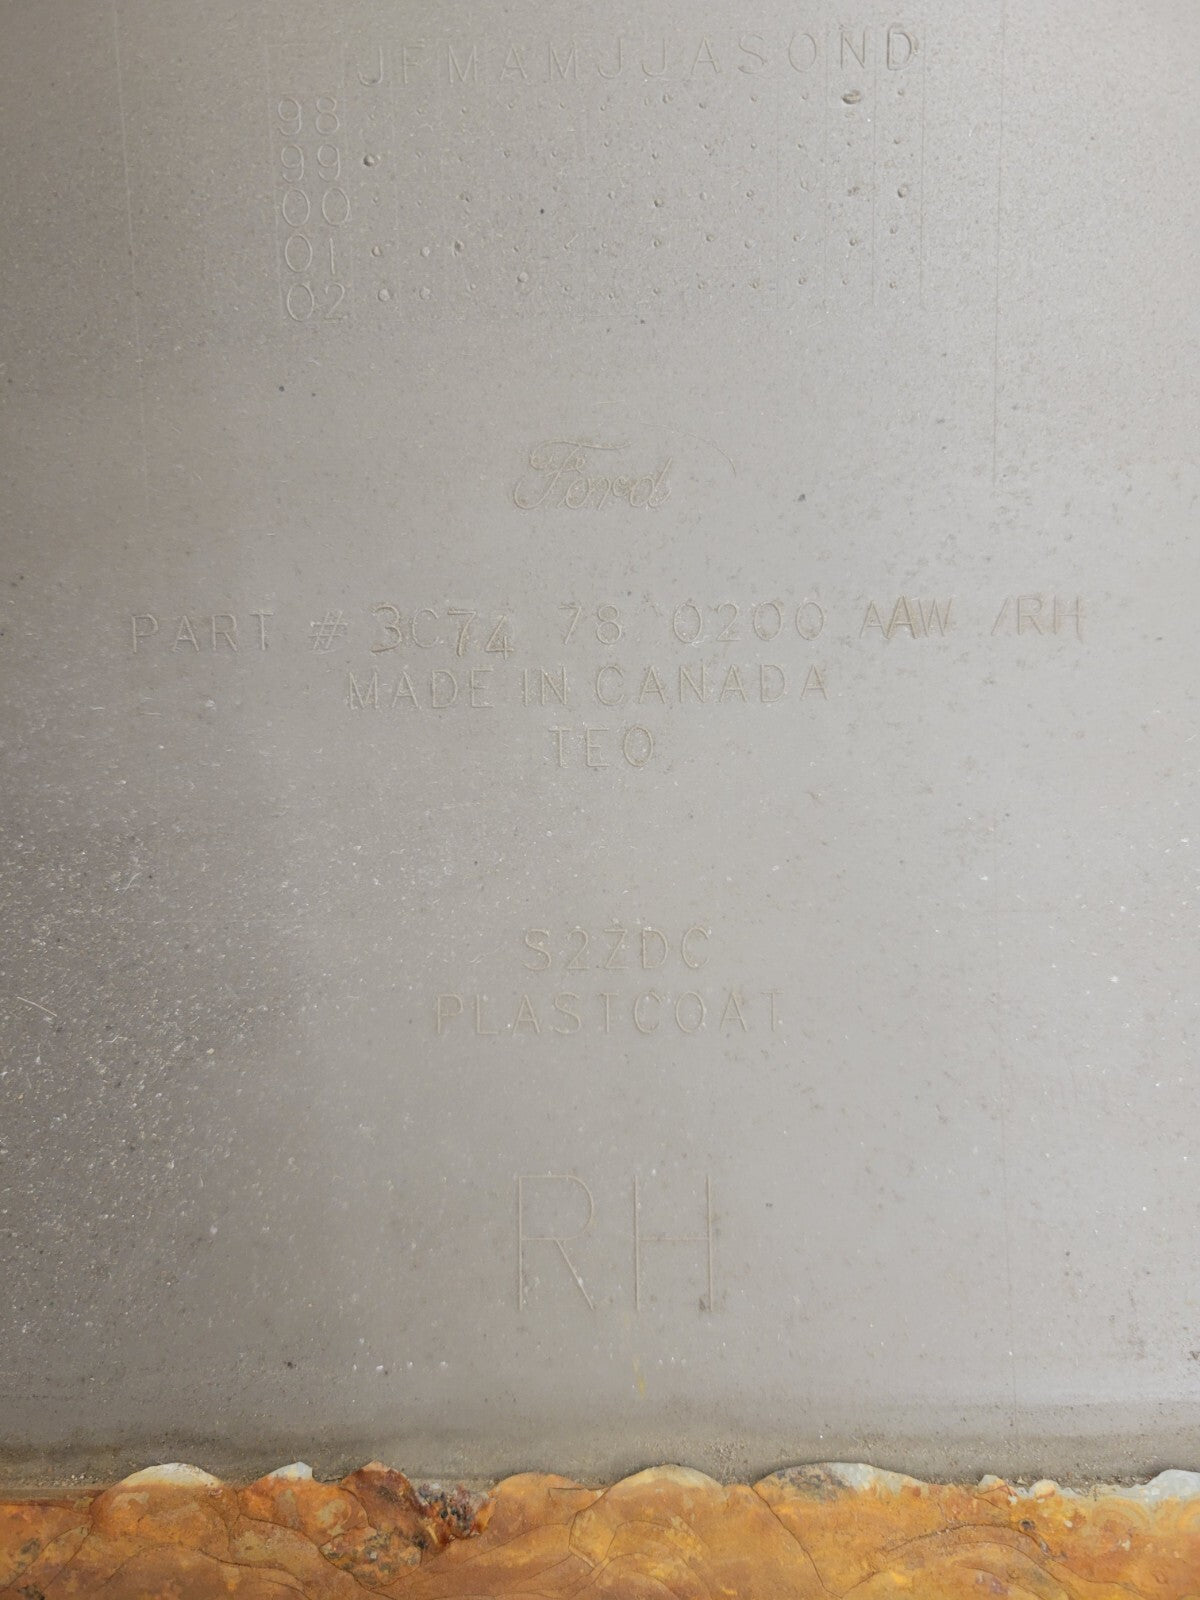 JFMAMJJASOND
98
99
00
01
02
Ford
PART # 3C74 78 0200 AAW /RH
MADE IN CANADA
TEO
S2ZDC
PLASTCOAT
RH